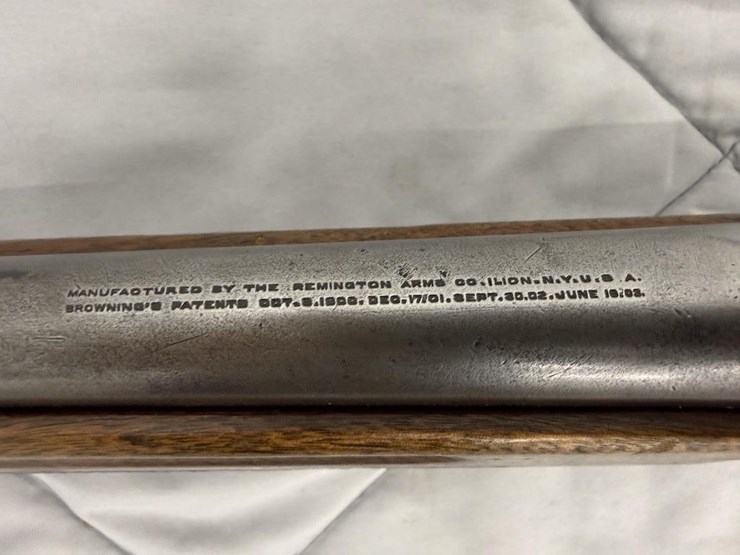 MANUFACTURED BY THE REMINGTON ARMS CO. ILION. N.Y. U.S A.
BROWNING'S PATENTS OCT. 9. 1900. DEC. 17/01. SEPT. 30. 02. JUNE 16. 03.